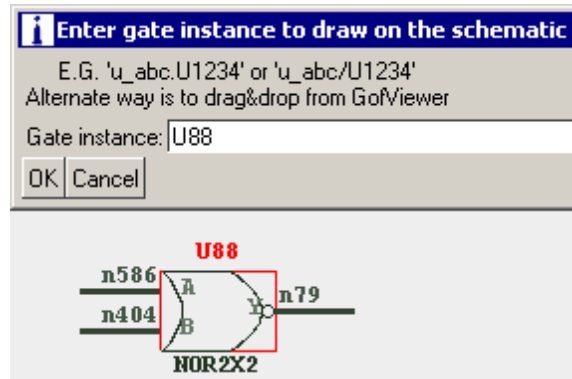 Enter gate instance to draw on the schematic
E.G. 'u_abc.U1234' or 'u_abc/U1234'
Alternate way is to drag&drop from GofViewer
Gate instance: U88
OK Cancel
U88
n586 A
n79
Y
n404 B
NOR2X2